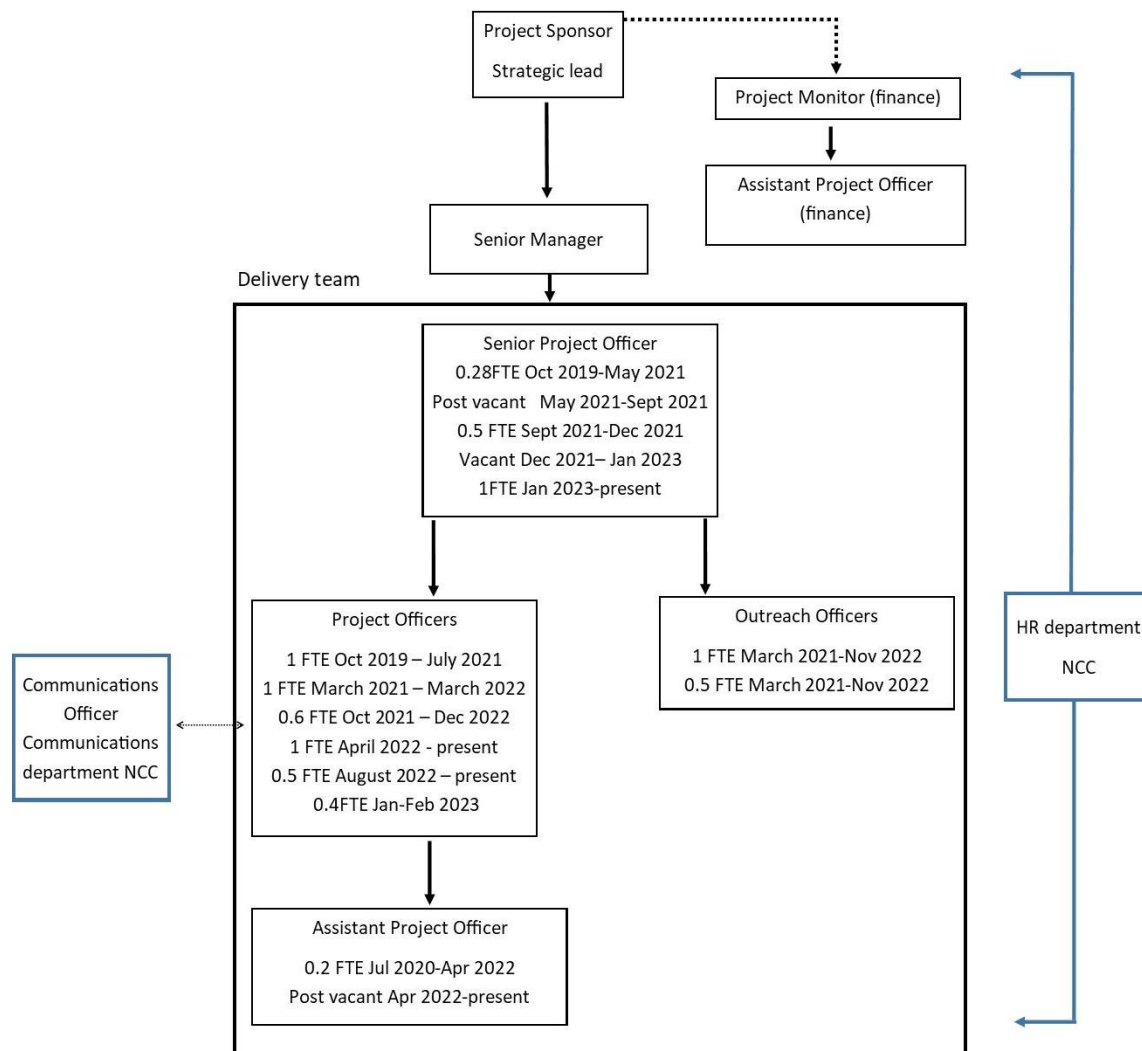 Project Sponsor
Strategic lead
Project Monitor (finance)
Assistant Project Officer
(finance)
Senior Manager
Delivery team
Senior Project Officer
0.28FTE Oct 2019-May 2021
Post vacant   May 2021-Sept 2021
0.5 FTE Sept 2021-Dec 2021
Vacant Dec 2021– Jan 2023
1FTE Jan 2023-present
Project Officers
1 FTE Oct 2019 – July 2021
1 FTE March 2021 – March 2022
0.6 FTE Oct 2021 – Dec 2022
1 FTE April 2022 - present
0.5 FTE August 2022 – present
0.4FTE Jan-Feb 2023
Outreach Officers
1 FTE March 2021-Nov 2022
0.5 FTE March 2021-Nov 2022
HR department
NCC
Communications
Officer
Communications
department NCC
Assistant Project Officer
0.2 FTE Jul 2020-Apr 2022
Post vacant Apr 2022-present